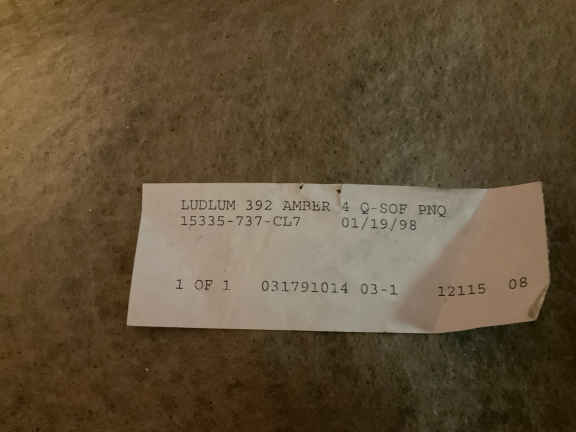 LUDLUM 392 AMBER 4 Q-SOF PNQ
15335-737-CL7 01/19/98
1 OF 1 031791014 03-1 12115 08